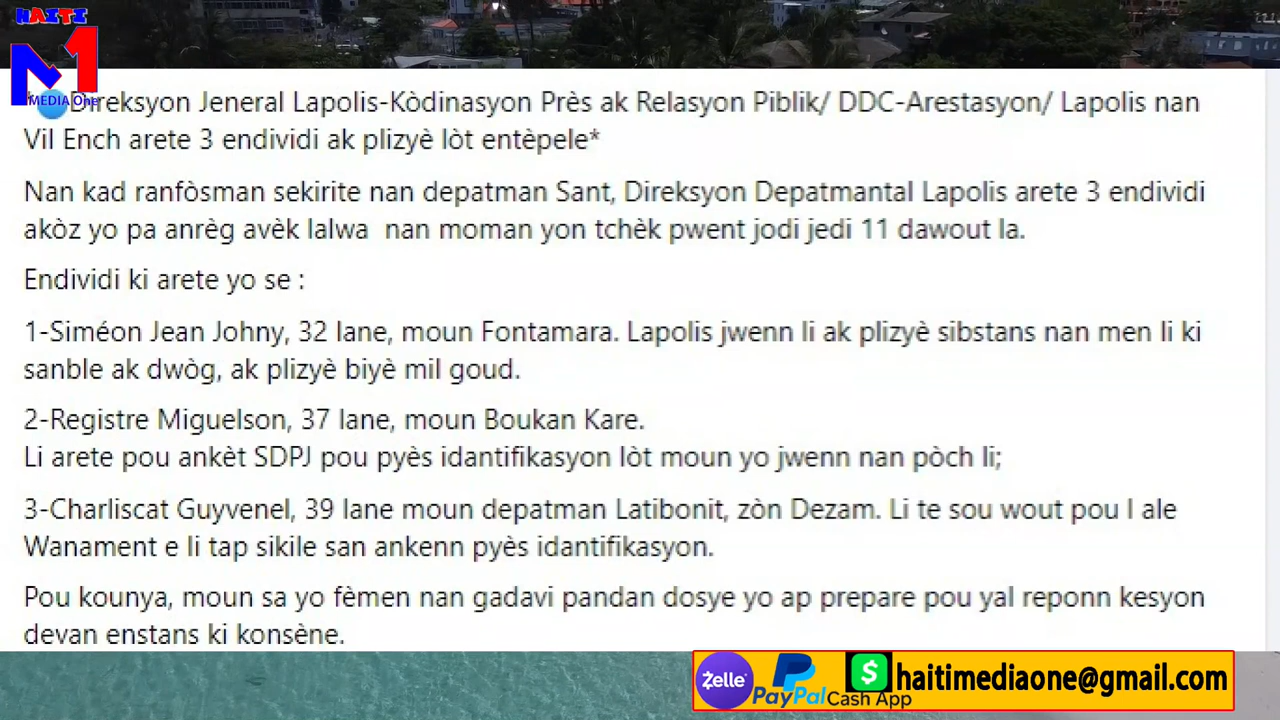 HAITI
M1
MEDIA One
Direksyon Jeneral Lapolis-Kòdinasyon Près ak Relasyon Piblik/ DDC-Arestasyon/ Lapolis nan
Vil Ench arete 3 endividi ak plizyè lòt entèpele*
Nan kad ranfòsman sekirite nan depatman Sant, Direksyon Depatmantal Lapolis arete 3 endividi
akòz yo pa anrèg avèk lalwa  nan moman yon tchèk pwent jodi jedi 11 dawout la.
Endividi ki arete yo se :
1-Siméon Jean Johny, 32 lane, moun Fontamara. Lapolis jwenn li ak plizyè sibstans nan men li ki
sanble ak dwòg, ak plizyè biyè mil goud.
2-Registre Miguelson, 37 lane, moun Boukan Kare.
Li arete pou ankèt SDPJ pou pyès idantifikasyon lòt moun yo jwenn nan pòch li;
3-Charliscat Guyvenel, 39 lane moun depatman Latibonit, zòn Dezam. Li te sou wout pou l ale
Wanament e li tap sikile san ankenn pyès idantifikasyon.
Pou kounya, moun sa yo fèmen nan gadavi pandan dosye yo ap prepare pou yal reponn kesyon
devan enstans ki konsène.
Zelle PayPal $ Cash App haitimediaone@gmail.com